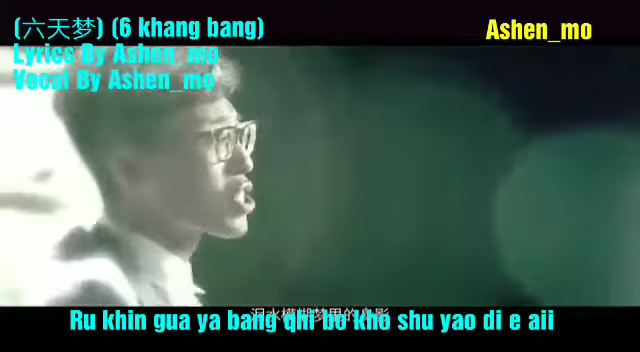 (六天梦) (6 khang bang)
Ashen_mo
Lyrics By Ashen_mo
Vocal By Ashen_mo
泪水模糊梦里的身影
Ru khin gua ya bang qhi bo kho shu yao di e aii